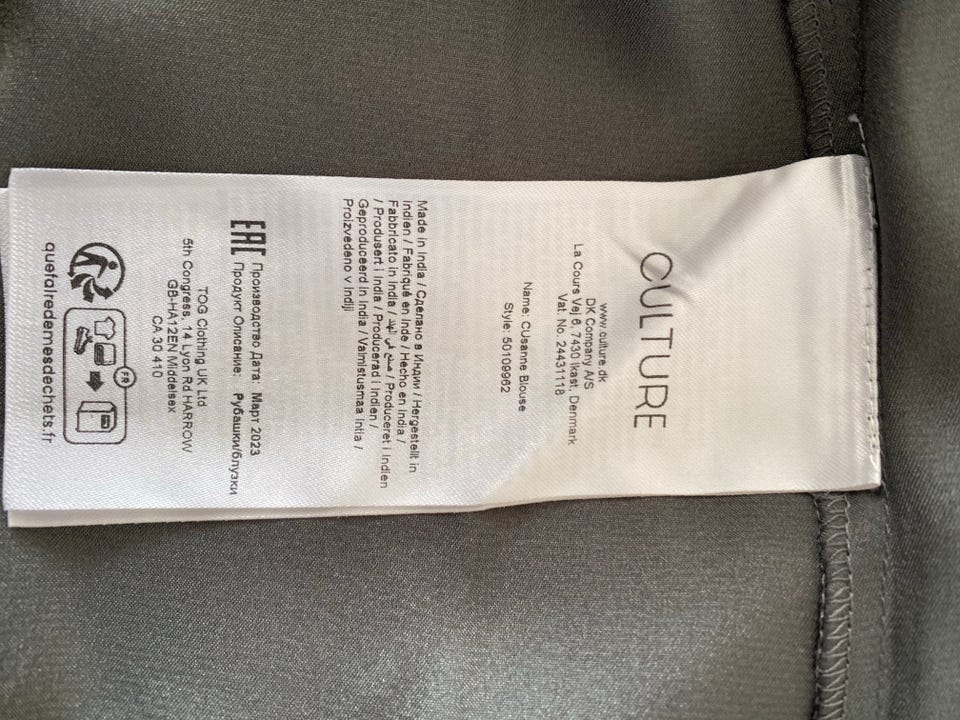 CULTURE
www.culture.dk
DK Company A/S
La Cours Vej 6, 7430 Ikast, Denmark
Vat. No. 24431118
Name: CUsanne Blouse
Style: 50109962
Made in India / Сделано в Индии / Hergestellt in
Indien / Fabriqué en Inde / Hecho en India /
Fabbricato in India / صنع في الهند / Produceret i Indien
/ Produsert i India / Producerad i Indien /
Geproduceerd in India / Valmistusmaa Intia /
Proizvedeno v Indiji
EAC
Производство Дата: Март 2023
Продукт Описание: Рубашки/блузки
TOG Clothing UK Ltd
5th Congress, 14 Lyon Rd HARROW
GB-HA12EN Middelsex
CA 30 410
FR
quefairedemesdechets.fr